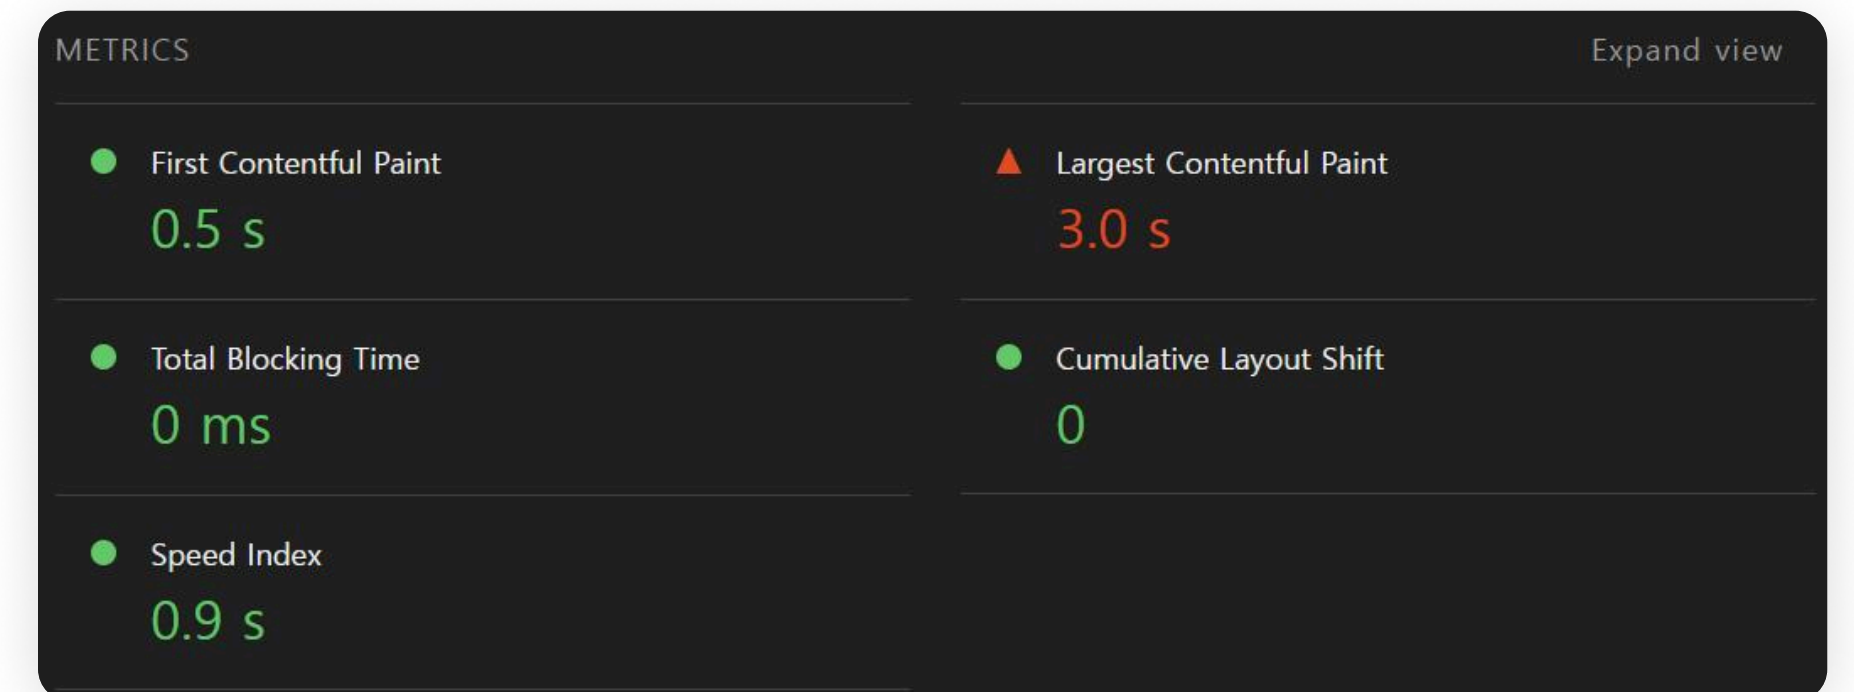 METRICS
Expand view
First Contentful Paint
0.5 s
Largest Contentful Paint
3.0 s
Total Blocking Time
0 ms
Cumulative Layout Shift
0
Speed Index
0.9 s